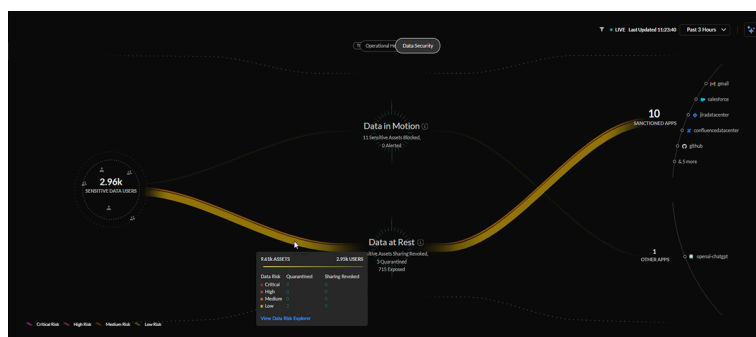 LIVE Last Updated 11:23:40
Past 3 Hours
Operational He
Data Security
gmail
salesforce
jiradatacenter
confluencedatacenter
github
& 5 more
10
SANCTIONED APPS
Data in Motion
11 Sensitive Assets Blocked,
0 Alerted
2.96k
SENSITIVE DATA USERS
Data at Rest
itive Assets Sharing Revoked,
3 Quarantined
715 Exposed
1
OTHER APPS
openai-chatgpt
9.61k ASSETS 2.95k USERS
Data Risk Quarantined Sharing Revoked
Critical
High
Medium
Low
View Data Risk Explorer
Critical Risk High Risk Medium Risk Low Risk